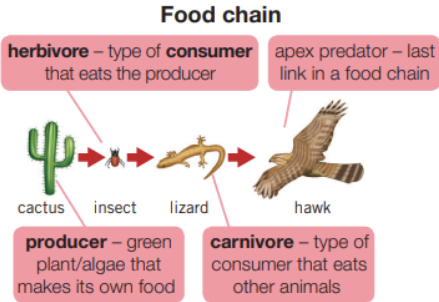 Food chain
herbivore – type of consumer
that eats the producer
apex predator – last
link in a food chain
cactus
insect
lizard
hawk
producer – green
plant/algae that
makes its own food
carnivore – type of
consumer that eats
other animals